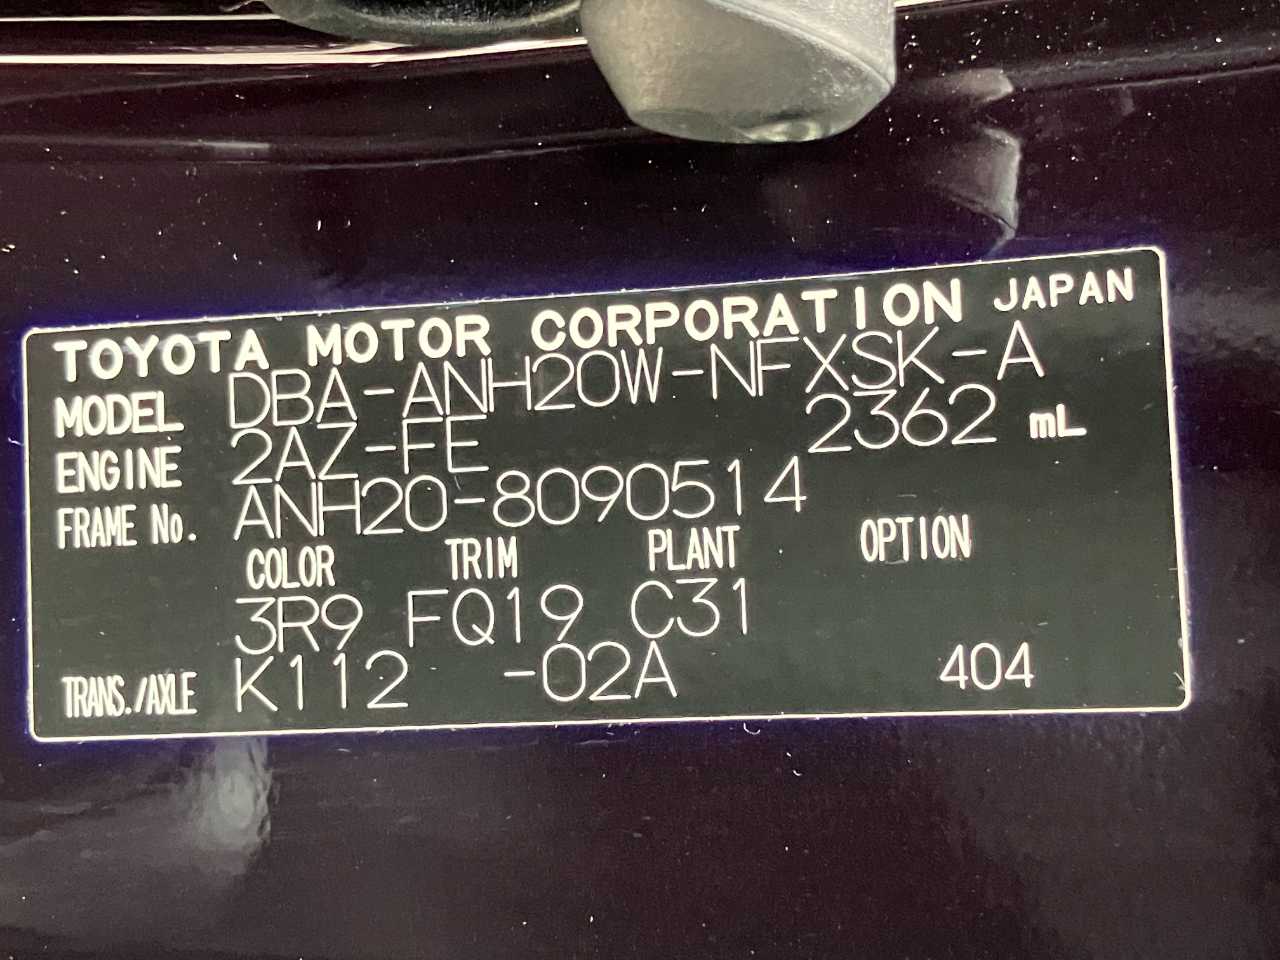 TOYOTA MOTOR CORPORATION JAPAN
MODEL DBA-ANH20W-NFXSK-A
ENGINE 2AZ-FE 2362 mL
FRAME No. ANH20-8090514
COLOR TRIM PLANT OPTION
3R9 FQ19 C31
TRANS./AXLE K112 -02A 404